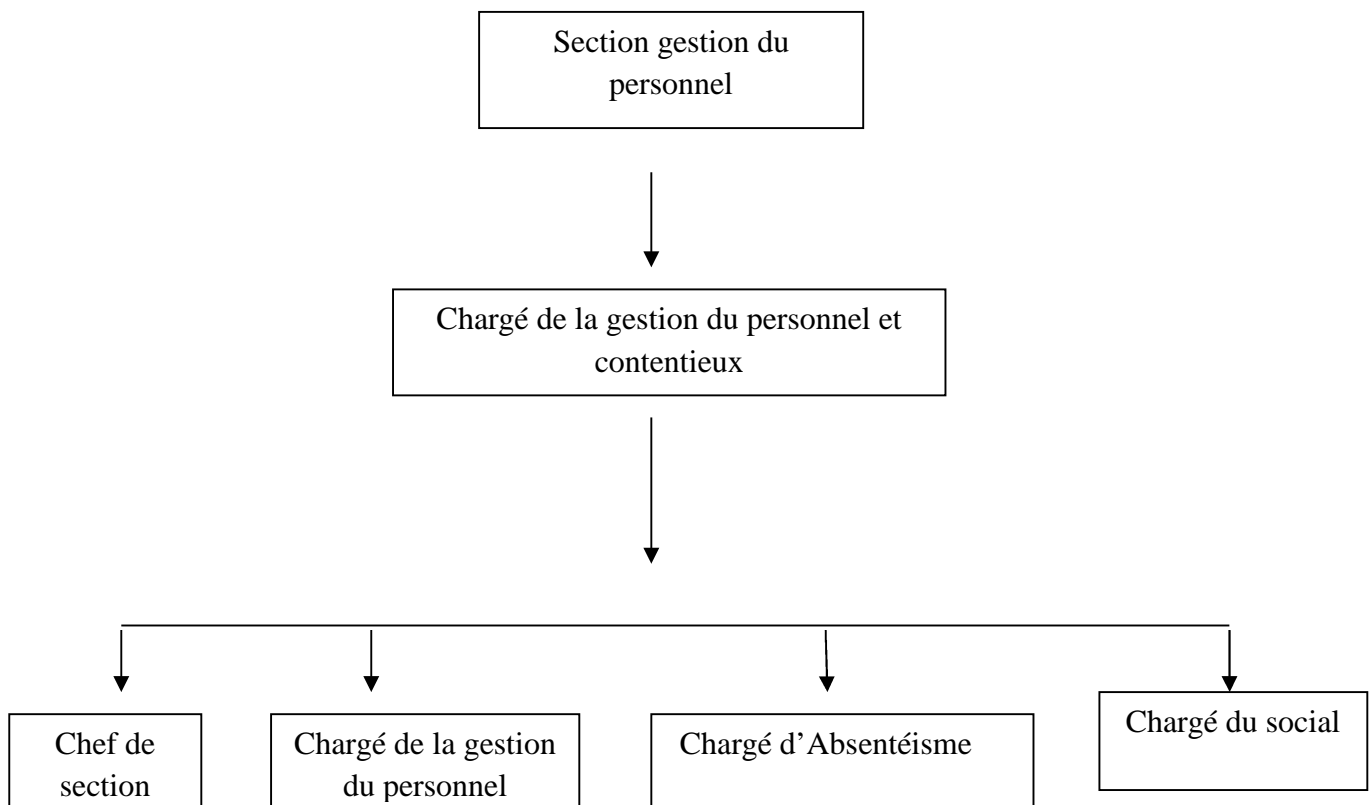 Section gestion du
personnel
Chargé de la gestion du personnel et
contentieux
Chef de
section
Chargé de la gestion
du personnel
Chargé d’Absentéisme
Chargé du social